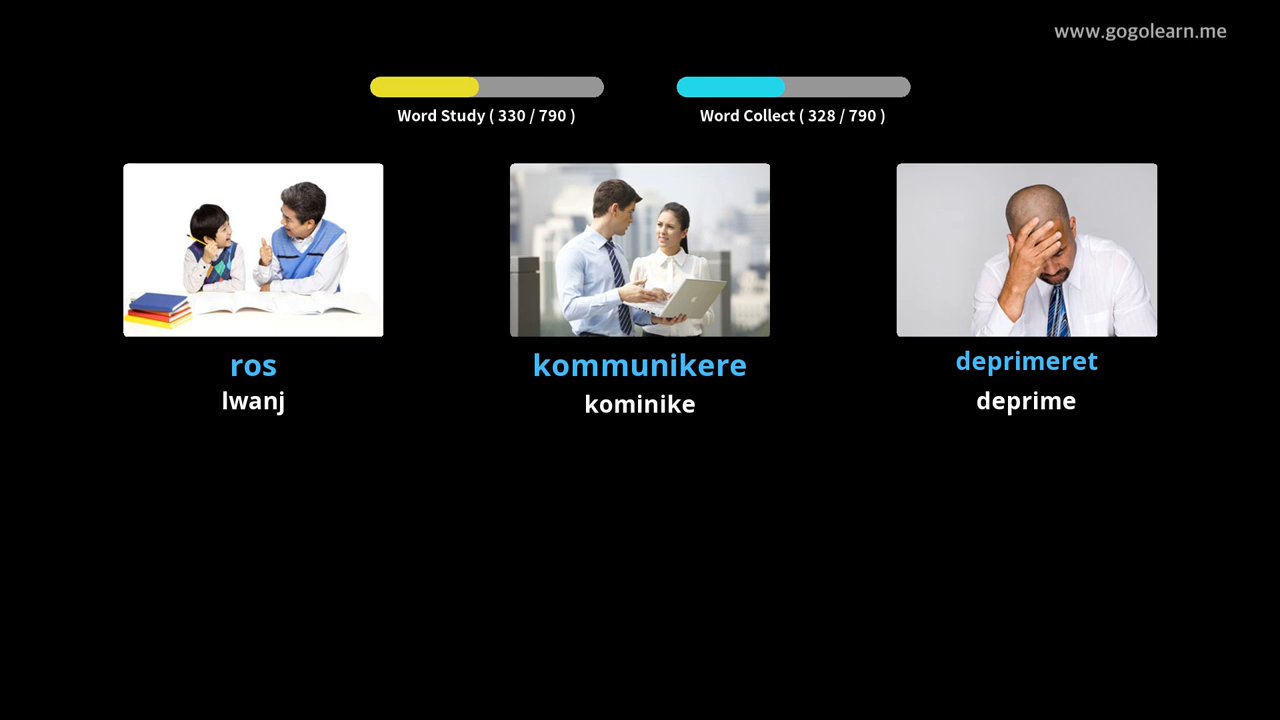 www.gogolearn.me
Word Study ( 330 / 790 )
Word Collect ( 328 / 790 )
ros
lwanj
kommunikere
kominike
deprimeret
deprime